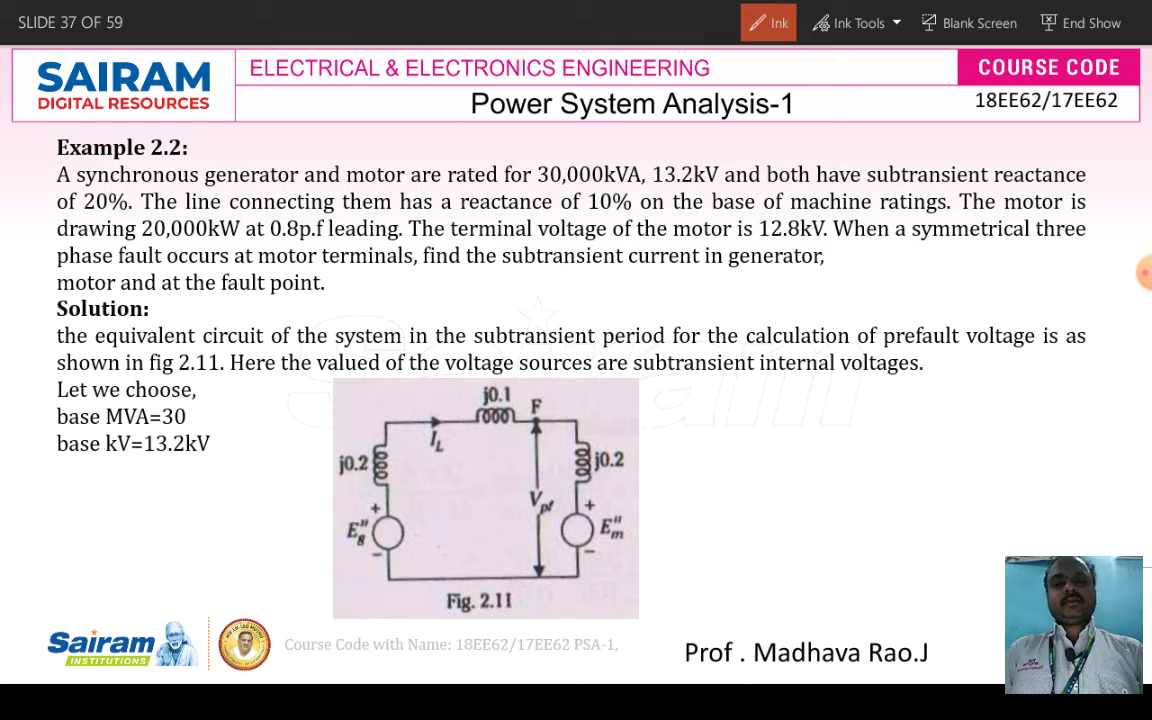 SLIDE 37 OF 59
Ink
Ink Tools
Blank Screen
End Show
SAIRAM
DIGITAL RESOURCES
ELECTRICAL & ELECTRONICS ENGINEERING
Power System Analysis-1
COURSE CODE
18EE62/17EE62
Example 2.2:
A synchronous generator and motor are rated for 30,000kVA, 13.2kV and both have subtransient reactance
of 20%. The line connecting them has a reactance of 10% on the base of machine ratings. The motor is
drawing 20,000kW at 0.8p.f leading. The terminal voltage of the motor is 12.8kV. When a symmetrical three
phase fault occurs at motor terminals, find the subtransient current in generator,
motor and at the fault point.
Solution:
the equivalent circuit of the system in the subtransient period for the calculation of prefault voltage is as
shown in fig 2.11. Here the valued of the voltage sources are subtransient internal voltages.
Let we choose,
base MVA=30
base kV=13.2kV
j0.1
F
I_L
j0.2
j0.2
V_pf
+
+
E"_g
E"_m
-
-
Fig. 2.11
Sairam
INSTITUTIONS
Course Code with Name: 18EE62/17EE62 PSA-1,
Prof . Madhava Rao.J